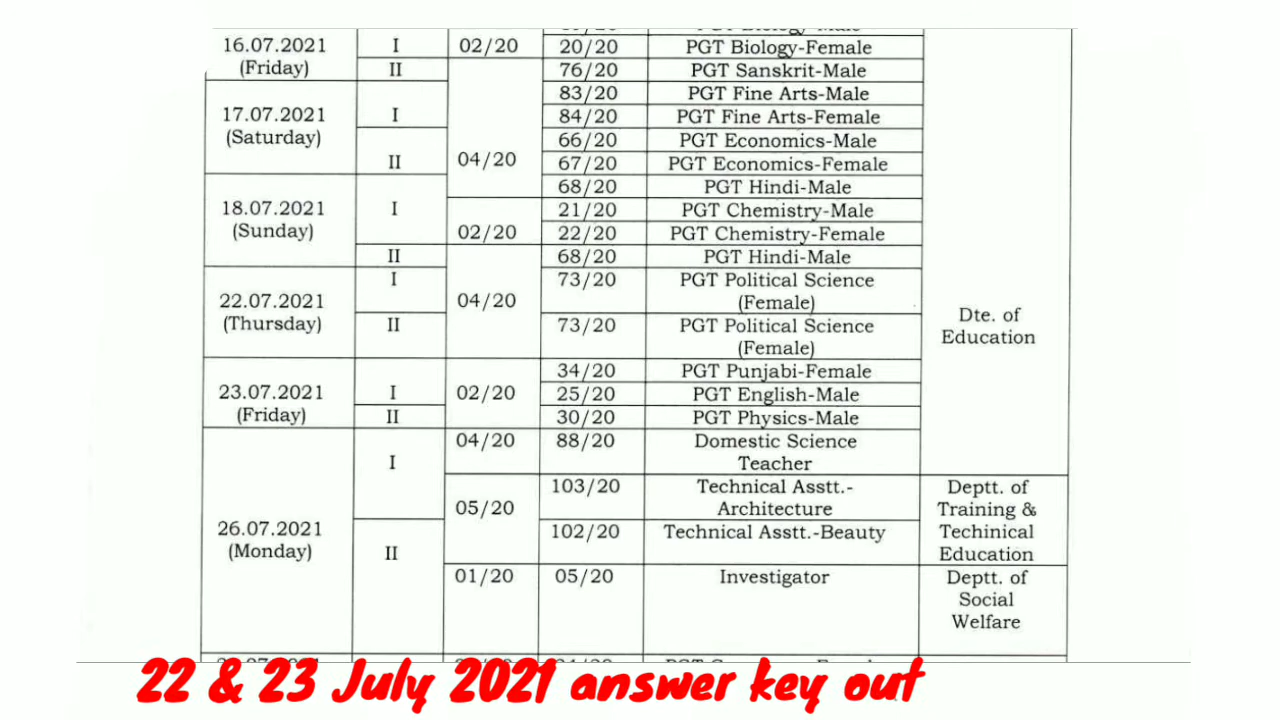 PGT Biology-Male
16.07.2021 I 02/20 20/20 PGT Biology-Female
(Friday) II 76/20 PGT Sanskrit-Male
83/20 PGT Fine Arts-Male
17.07.2021 I 84/20 PGT Fine Arts-Female
(Saturday) 66/20 PGT Economics-Male
II 04/20 67/20 PGT Economics-Female
68/20 PGT Hindi-Male
18.07.2021 I 21/20 PGT Chemistry-Male
(Sunday) 02/20 22/20 PGT Chemistry-Female
II 68/20 PGT Hindi-Male
I 73/20 PGT Political Science
22.07.2021 04/20 (Female)
(Thursday) II 73/20 PGT Political Science
(Female)
Dte. of
Education
34/20 PGT Punjabi-Female
23.07.2021 I 02/20 25/20 PGT English-Male
(Friday) II 30/20 PGT Physics-Male
04/20 88/20 Domestic Science
I Teacher
103/20 Technical Asstt.- Deptt. of
05/20 Architecture Training &
26.07.2021 102/20 Technical Asstt.-Beauty Techinical
(Monday) II Education
01/20 05/20 Investigator Deptt. of
Social
Welfare
22 & 23 July 2021 answer key out